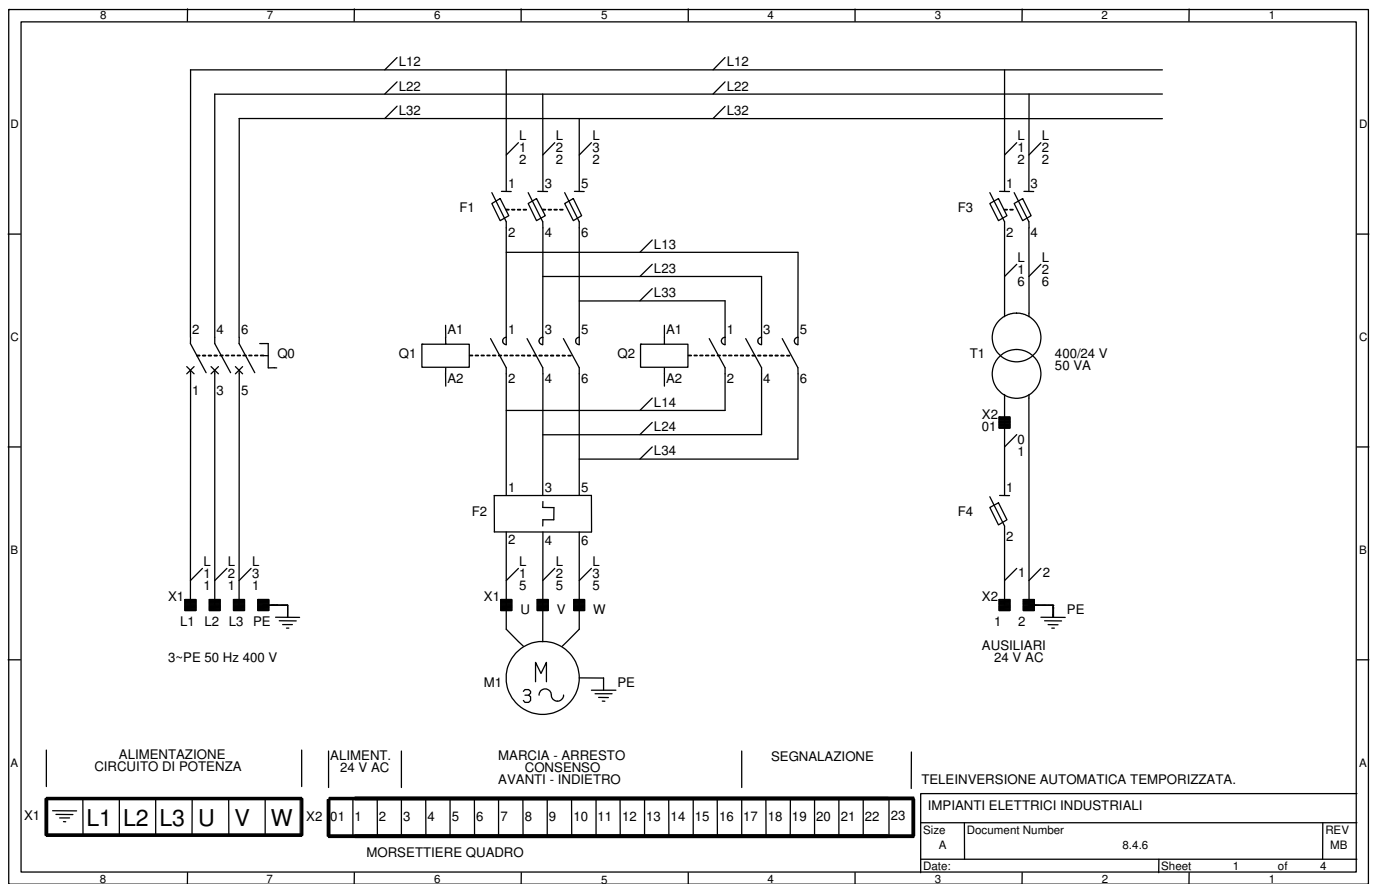 8 7 6 5 4 3 2 1
L12 L12
L22 L22
L32 L32
D D
L12 L22 L32 L12 L22
1 3 5 1 3
F1 F3
2 4 6 2 4
L13
L23
L33
L16 L26
2 4 6 A1 1 3 5 A1 1 3 5
C C
Q0 Q1 Q2 T1 400/24 V
50 VA
1 3 5 A2 2 4 6 A2 2 4 6
L14
L24
L34
X2
01
01
1 3 5 1
F2 F4
2 4 6 2
B B
L11 L21 L31 L15 L25 L35 1 2
X1 X1 U V W X2 PE
L1 L2 L3 PE 1 2
AUSILIARI
24 V AC
3~PE 50 Hz 400 V
M1 M
3 PE
A A
ALIMENTAZIONE
CIRCUITO DI POTENZA
ALIMENT.
24 V AC
MARCIA - ARRESTO
CONSENSO
AVANTI - INDIETRO
SEGNALAZIONE
X1 L1 L2 L3 U V W
X2 01 1 2 3 4 5 6 7 8 9 10 11 12 13 14 15 16 17 18 19 20 21 22 23
MORSETTIERE QUADRO
TELEINVERSIONE AUTOMATICA TEMPORIZZATA.
IMPIANTI ELETTRICI INDUSTRIALI
Size Document Number REV
A 8.4.6 MB
Date: Sheet 1 of 4
8 7 6 5 4 3 2 1